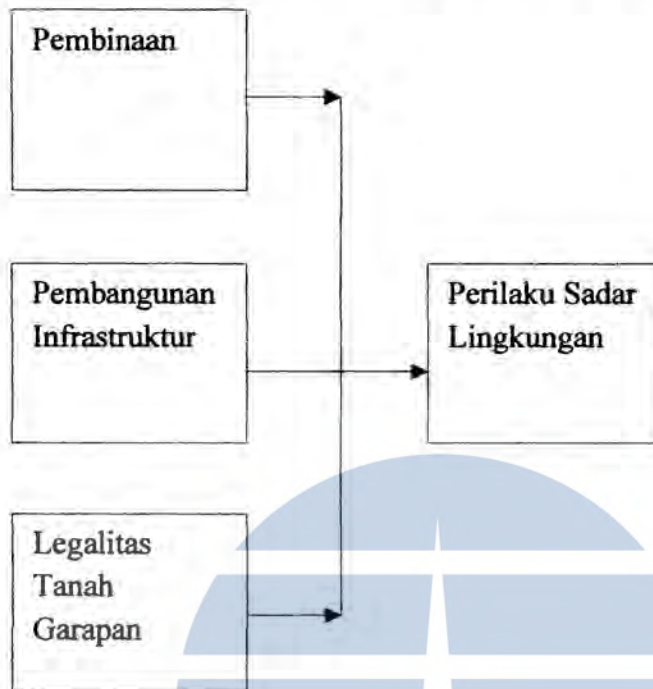 Pembinaan
Pembangunan
Infrastruktur
Perilaku Sadar
Lingkungan
Legalitas
Tanah
Garapan